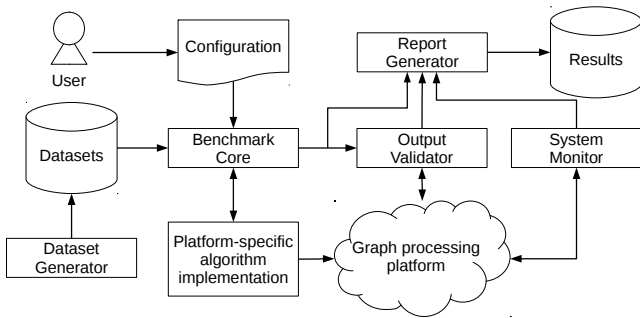 User
Configuration
Report
Generator
Results
Datasets
Benchmark
Core
Output
Validator
System
Monitor
Dataset
Generator
Platform-specific
algorithm
implementation
Graph processing
platform